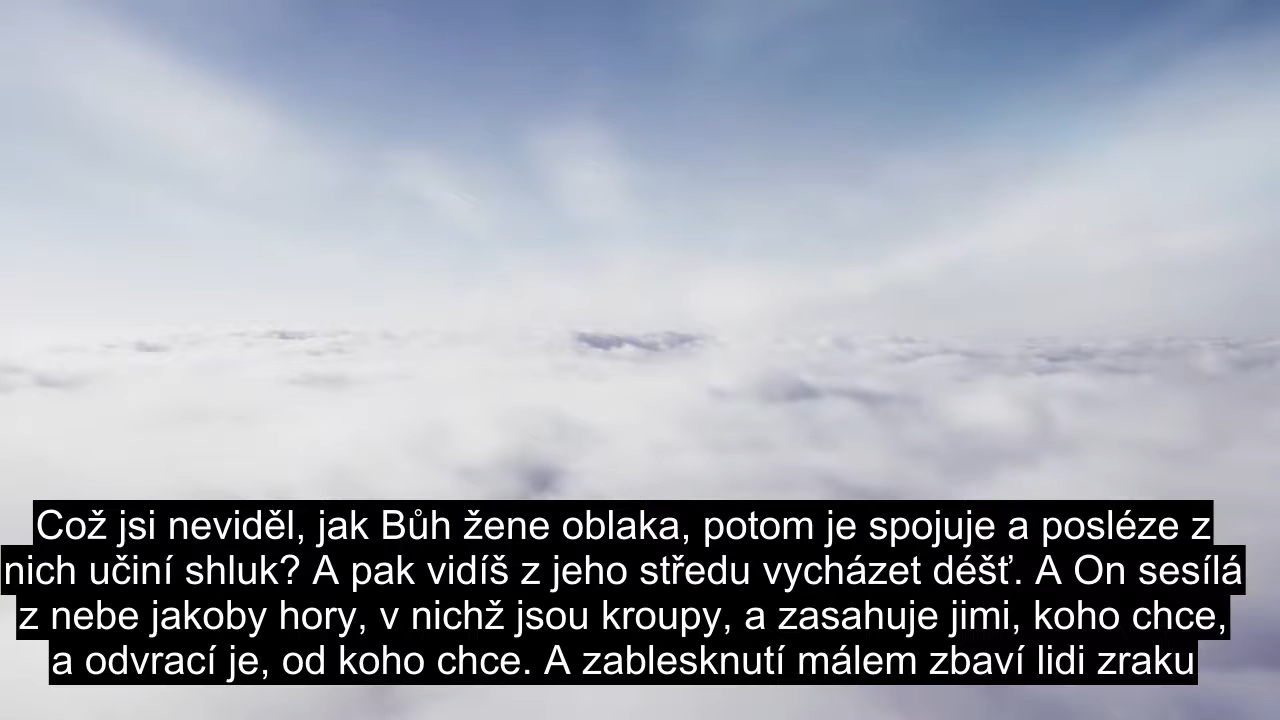 Což jsi neviděl, jak Bůh žene oblaka, potom je spojuje a posléze z
nich učiní shluk? A pak vidíš z jeho středu vycházet déšť. A On sesílá
z nebe jakoby hory, v nichž jsou kroupy, a zasahuje jimi, koho chce,
a odvrací je, od koho chce. A zablesknutí málem zbaví lidi zraku